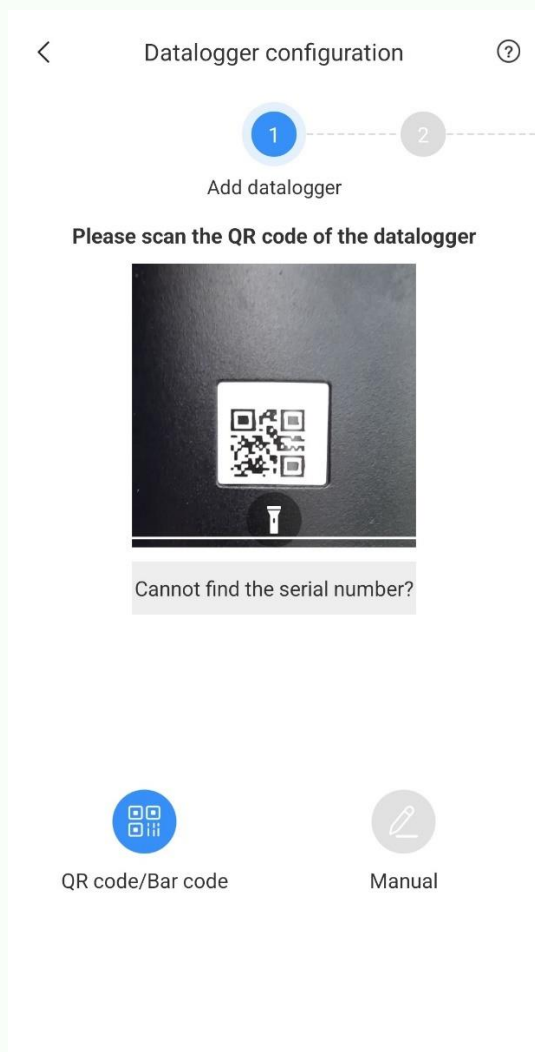 Datalogger configuration
1
2
Add datalogger
Please scan the QR code of the datalogger
Cannot find the serial number?
QR code/Bar code
Manual